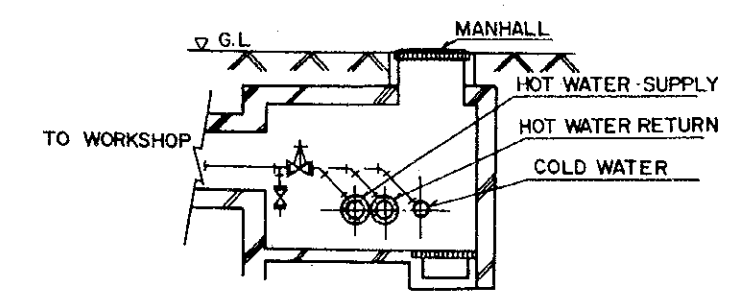 MANHALL
G.L.
HOT WATER-SUPPLY
HOT WATER RETURN
TO WORKSHOP
COLD WATER